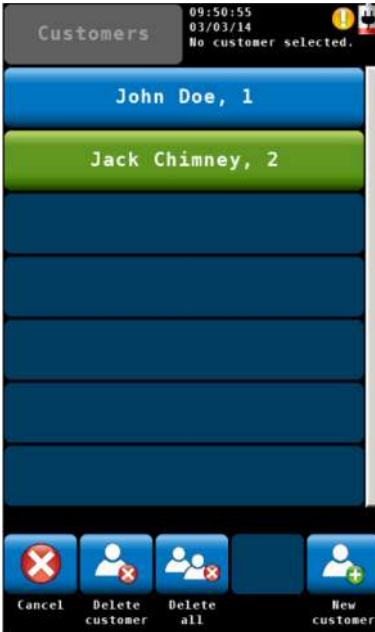 Customers
09:50:55
03/03/14
No customer selected.
John Doe, 1
Jack Chimney, 2
Cancel
Delete customer
Delete all
New customer